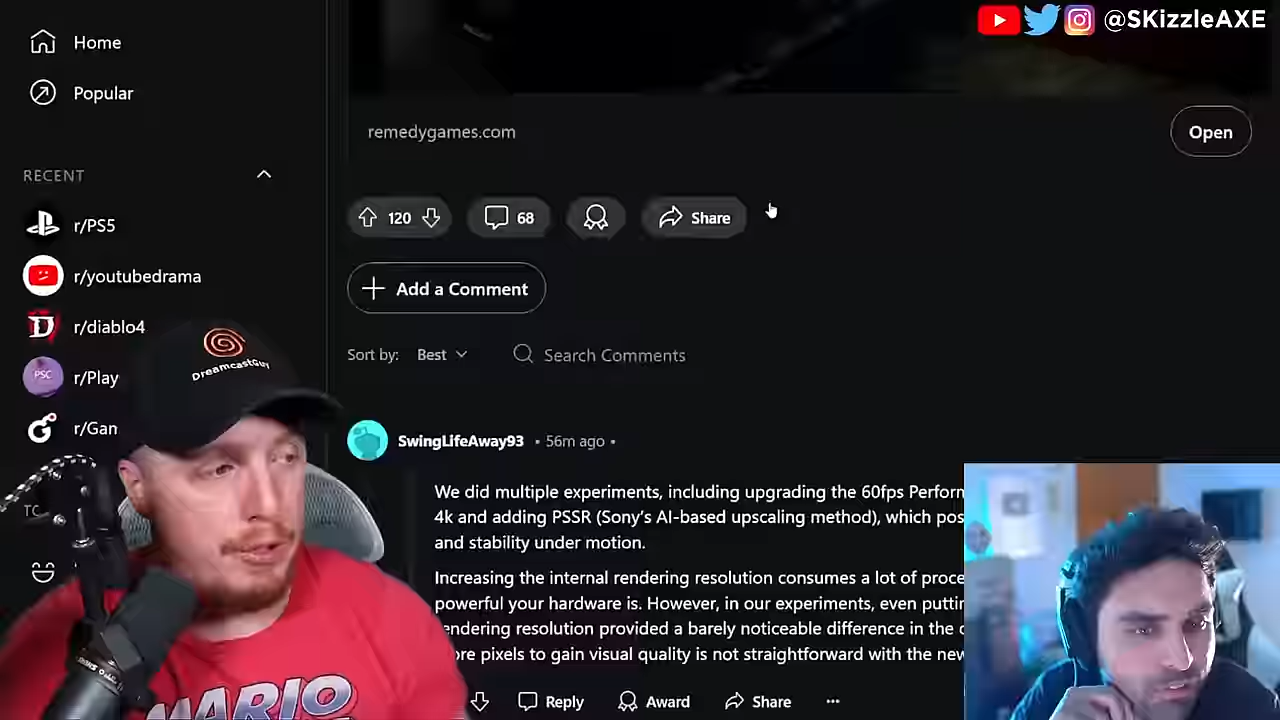 @SKizzleAXE
Home
Popular
remedygames.com
Open
RECENT
r/PS5
r/youtubedrama
r/diablo4
r/Play
r/Gan
120
68
Share
Add a Comment
Sort by: Best
Search Comments
DreamcastGuy
PSC
SwingLifeAway93 • 56m ago •
We did multiple experiments, including upgrading the 60fps Perform
4k and adding PSSR (Sony's AI-based upscaling method), which pos
and stability under motion.
Increasing the internal rendering resolution consumes a lot of proce
powerful your hardware is. However, in our experiments, even puttin
rendering resolution provided a barely noticeable difference in the
ore pixels to gain visual quality is not straightforward with the new
Reply
Award
Share
MARIO